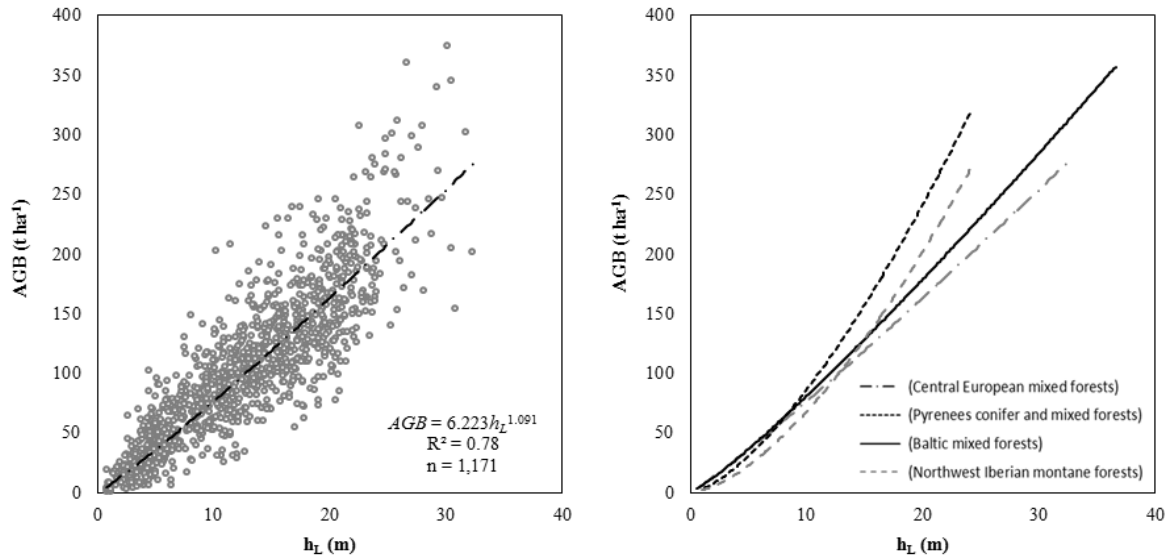 400
350
300
250
200
150
100
50
0
AGB (t ha⁻¹)
AGB = 6.223h_L^1.091
R² = 0.78
n = 1,171
0 10 20 30 40
h_L (m)
400
350
300
250
200
150
100
50
0
AGB (t ha⁻¹)
(Central European mixed forests)
(Pyrenees conifer and mixed forests)
(Baltic mixed forests)
(Northwest Iberian montane forests)
0 10 20 30 40
h_L (m)